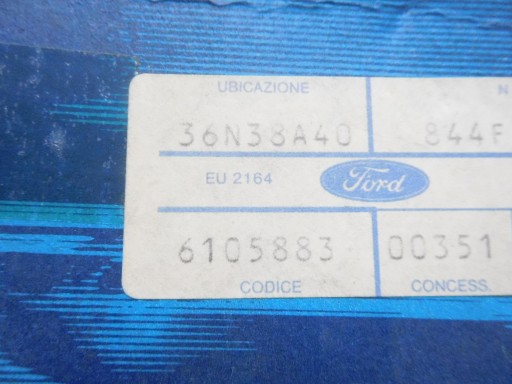 UBICAZIONE N
36N38A40 844F
EU 2164 Ford
6105883 00351
CODICE CONCESS.